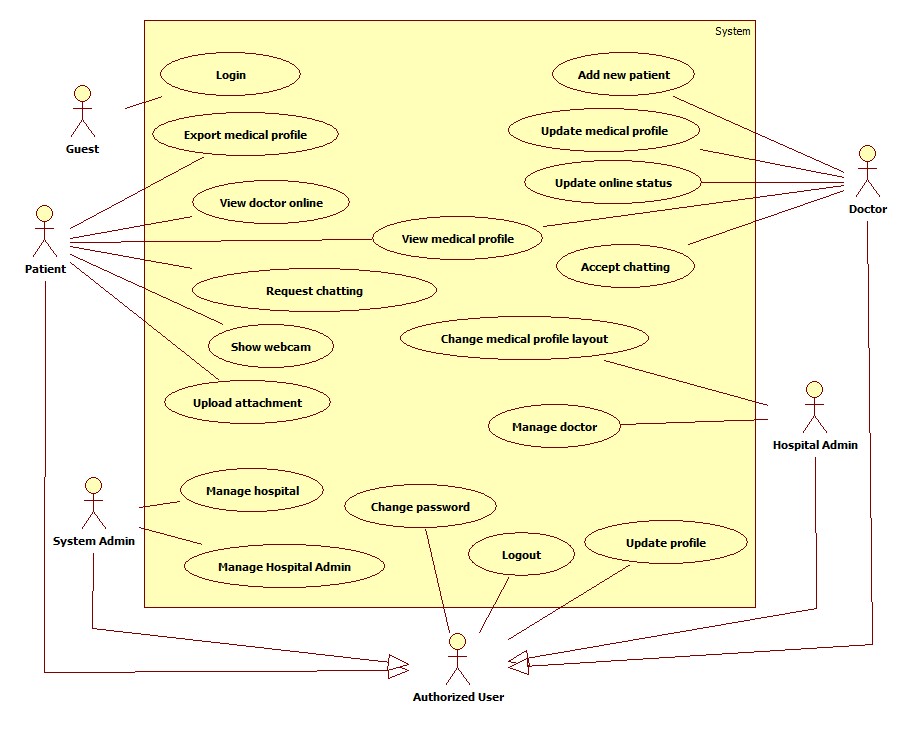 System
Login
Add new patient
Export medical profile
Update medical profile
Guest
Update online status
View doctor online
Doctor
View medical profile
Patient
Accept chatting
Request chatting
Change medical profile layout
Show webcam
Upload attachment
Manage doctor
Hospital Admin
Manage hospital
Change password
System Admin
Update profile
Logout
Manage Hospital Admin
Authorized User